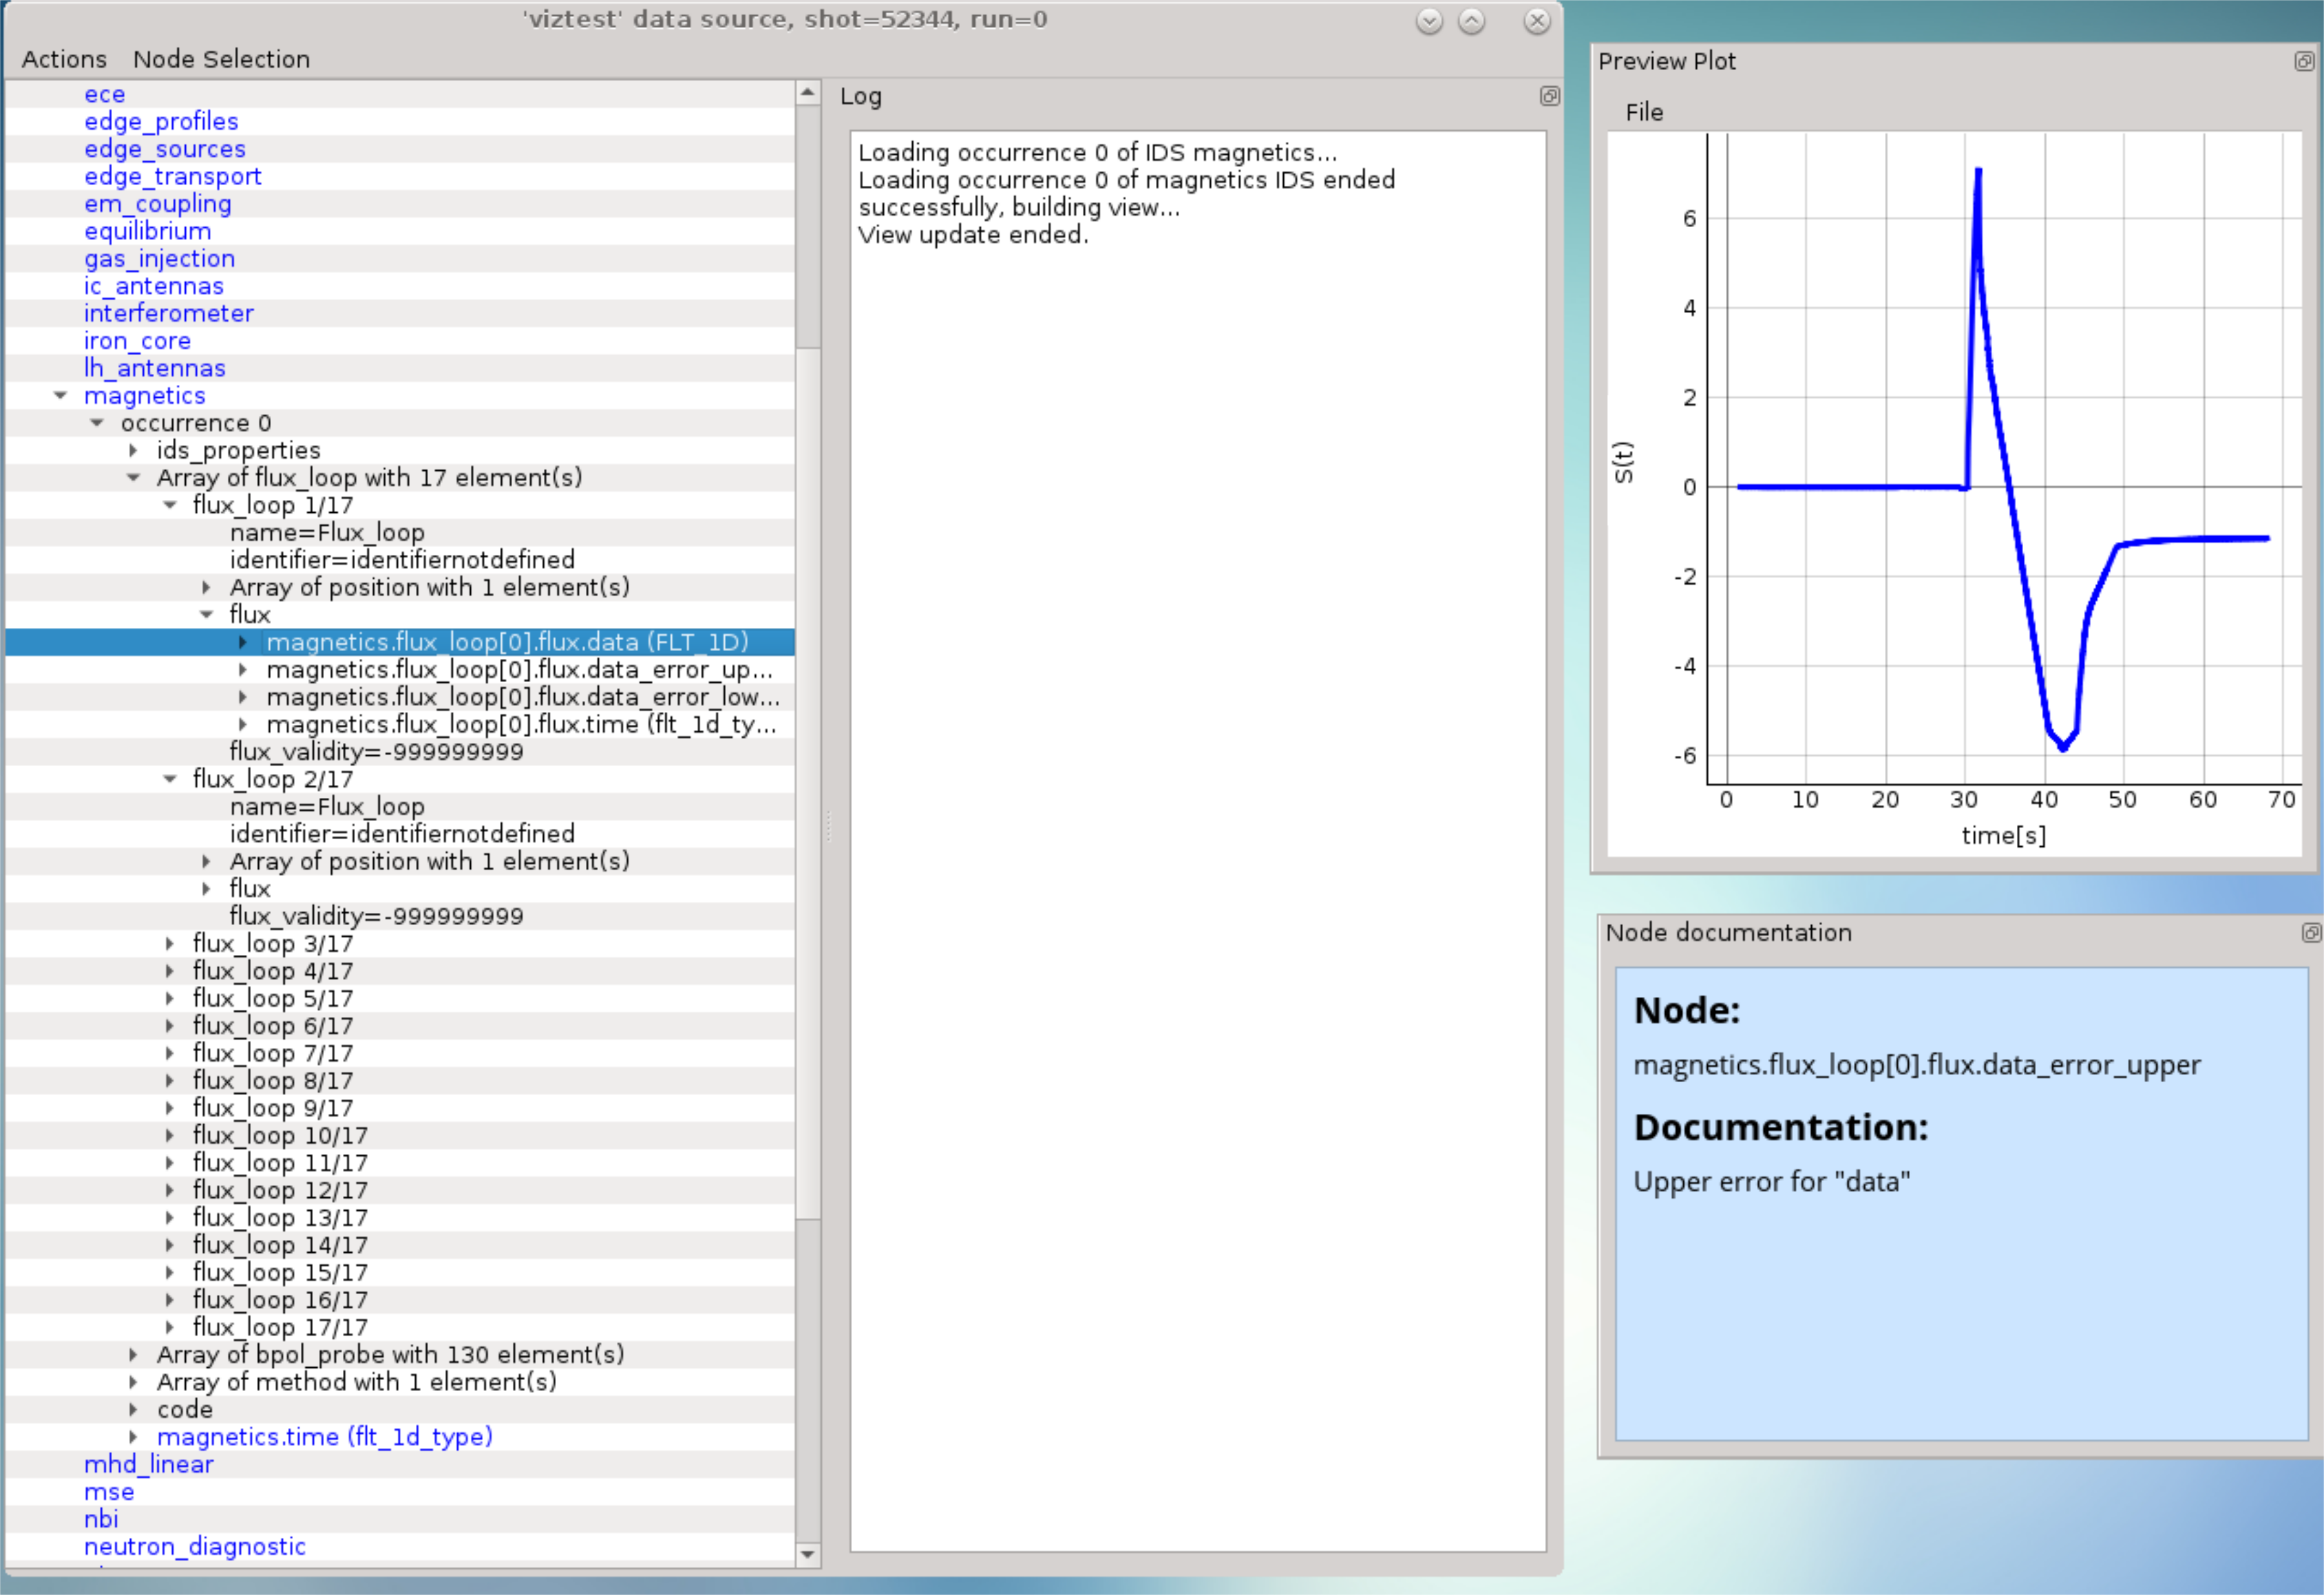 'viztest' data source, shot=52344, run=0
Actions Node Selection
ece
edge_profiles
edge_sources
edge_transport
em_coupling
equilibrium
gas_injection
ic_antennas
interferometer
iron_core
lh_antennas
magnetics
occurrence 0
ids_properties
Array of flux_loop with 17 element(s)
flux_loop 1/17
name=Flux_loop
identifier=identifiernotdefined
Array of position with 1 element(s)
flux
magnetics.flux_loop[0].flux.data (FLT_1D)
magnetics.flux_loop[0].flux.data_error_up...
magnetics.flux_loop[0].flux.data_error_low...
magnetics.flux_loop[0].flux.time (flt_1d_ty...
flux_validity=-999999999
flux_loop 2/17
name=Flux_loop
identifier=identifiernotdefined
Array of position with 1 element(s)
flux
flux_validity=-999999999
flux_loop 3/17
flux_loop 4/17
flux_loop 5/17
flux_loop 6/17
flux_loop 7/17
flux_loop 8/17
flux_loop 9/17
flux_loop 10/17
flux_loop 11/17
flux_loop 12/17
flux_loop 13/17
flux_loop 14/17
flux_loop 15/17
flux_loop 16/17
flux_loop 17/17
Array of bpol_probe with 130 element(s)
Array of method with 1 element(s)
code
magnetics.time (flt_1d_type)
mhd_linear
mse
nbi
neutron_diagnostic
Log
Loading occurrence 0 of IDS magnetics...
Loading occurrence 0 of magnetics IDS ended
successfully, building view...
View update ended.
Preview Plot
File
6
4
2
0
-2
-4
-6
S(t)
0 10 20 30 40 50 60 70
time[s]
Node documentation
Node:
magnetics.flux_loop[0].flux.data_error_upper
Documentation:
Upper error for "data"